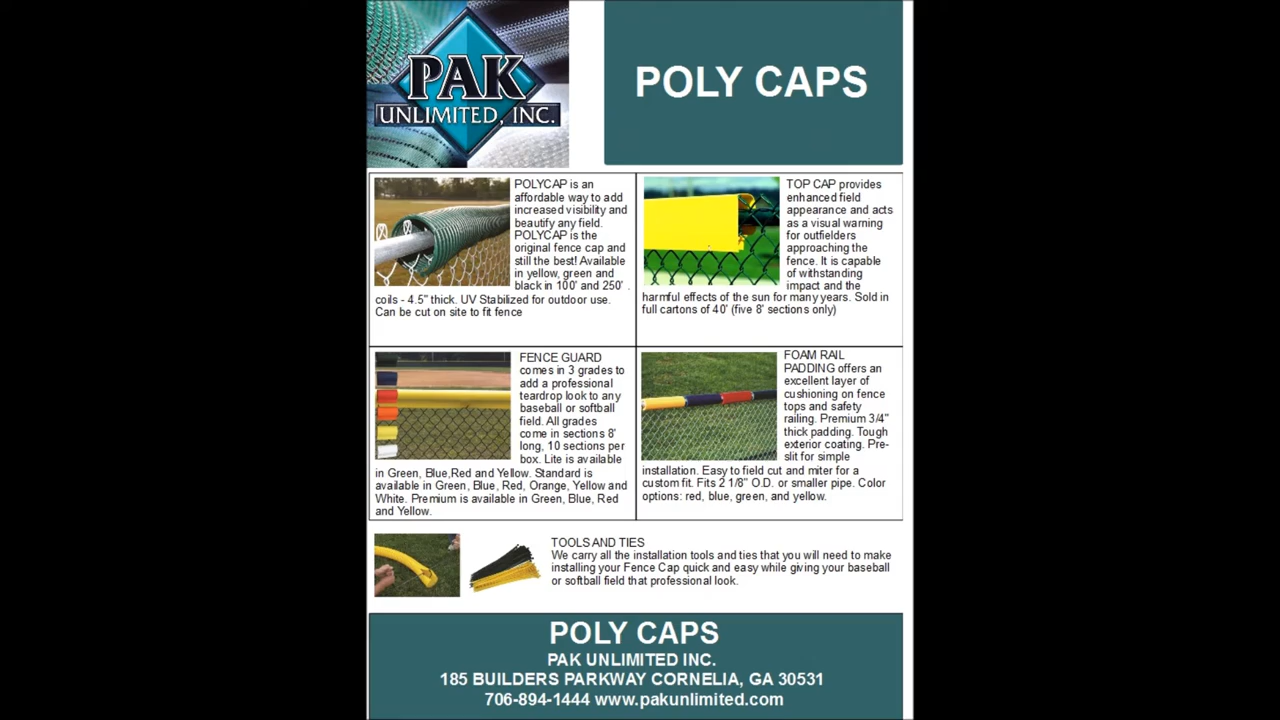 PAK
UNLIMITED, INC.
POLY CAPS
POLYCAP is an
affordable way to add
increased visibility and
beautify any field.
POLYCAP is the
original fence cap and
still the best! Available
in yellow, green and
black in 100' and 250' .
coils - 4.5" thick. UV Stabilized for outdoor use.
Can be cut on site to fit fence
TOP CAP provides
enhanced field
appearance and acts
as a visual warning
for outfielders
approaching the
fence. It is capable
of withstanding
impact and the
harmful effects of the sun for many years. Sold in
full cartons of 40' (five 8' sections only)
FENCE GUARD
comes in 3 grades to
add a professional
teardrop look to any
baseball or softball
field. All grades
come in sections 8'
long, 10 sections per
box. Lite is available
in Green, Blue,Red and Yellow. Standard is
available in Green, Blue, Red, Orange, Yellow and
White. Premium is available in Green, Blue, Red
and Yellow.
FOAM RAIL
PADDING offers an
excellent layer of
cushioning on fence
tops and safety
railing. Premium 3/4"
thick padding. Tough
exterior coating. Pre-
slit for simple
installation. Easy to field cut and miter for a
custom fit. Fits 2 1/8" O.D. or smaller pipe. Color
options: red, blue, green, and yellow.
TOOLS AND TIES
We carry all the installation tools and ties that you will need to make
installing your Fence Cap quick and easy while giving your baseball
or softball field that professional look.
POLY CAPS
PAK UNLIMITED INC.
185 BUILDERS PARKWAY CORNELIA, GA 30531
706-894-1444 www.pakunlimited.com